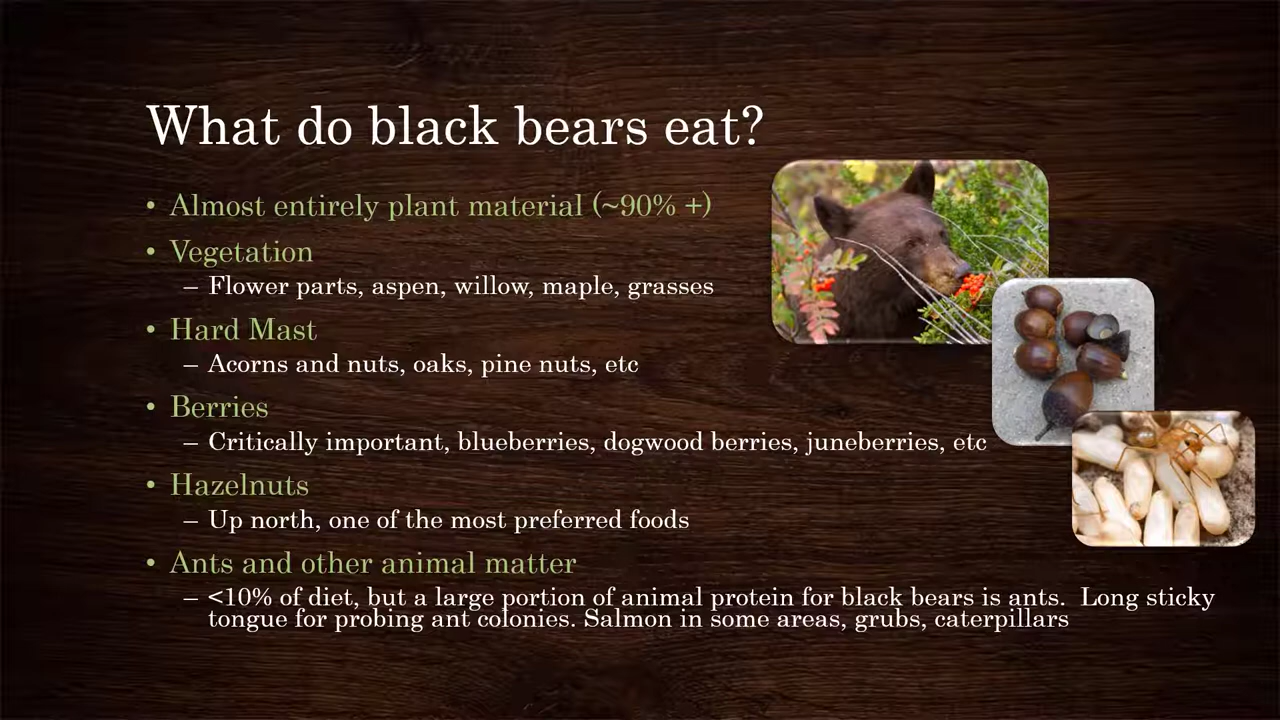 What do black bears eat?
• Almost entirely plant material (~90% +)
• Vegetation
– Flower parts, aspen, willow, maple, grasses
• Hard Mast
– Acorns and nuts, oaks, pine nuts, etc
• Berries
– Critically important, blueberries, dogwood berries, juneberries, etc
• Hazelnuts
– Up north, one of the most preferred foods
• Ants and other animal matter
– <10% of diet, but a large portion of animal protein for black bears is ants.  Long sticky
tongue for probing ant colonies. Salmon in some areas, grubs, caterpillars